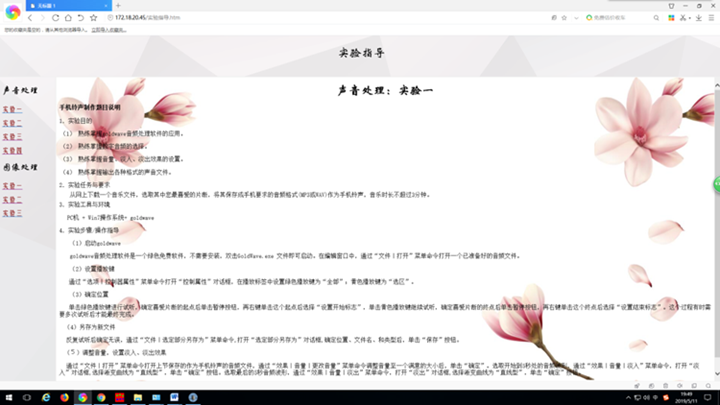 无标题 1
172.18.20.45/实验指导.htm
实验指导
声音处理
实验一
实验二
实验三
实验四
图像处理
实验一
实验二
实验三
声音处理：实验一
手机铃声制作题目说明
1、实验目的
（1） 熟练掌握goldwave音频处理软件的应用。
（2） 熟练掌握指定音频的选择。
（3） 熟练掌握音量、淡入、淡出效果的设置。
（4） 熟练掌握输出各种格式的声音文件。
2、实验任务与要求
从网上下载一个音乐文件，选取其中您最喜爱的片断，将其保存成手机要求的音频格式(MP3或WAV)作为手机铃声，音乐时长不超过3分钟。
3、实验工具与环境
PC机 + Win7操作系统+ goldwava
4、实验步骤/操作指导
（1）启动goldwave
goldwave音频处理软件是一个绿色免费软件，不需要安装，双击GoldWave.exe 文件即可启动。在编辑窗口中，通过“文件丨打开”菜单命令打开一个已准备好的音频文件。
（2）设置播放键
通过“选项丨控制器属性”菜单命令打开“控制属性”对话框，在播放标签中设置绿色播放键为“全部”；青色播放键为“选区”。
（3）确定位置
单击绿色播放键进行试听，确定喜爱片断的起点后单击暂停按钮，再右键单击这个起点后选择“设置开始标志”。单击青色播放键继续试听，确定喜爱片断的终点后单击暂停按钮，再右键单击这个终点后选择“设置结束标志”。这个过程有时需
要多次试听后才能最终完成。
（4）另存为新文件
反复试听后确定无误，通过“文件丨选定部分另存为”菜单命令，打开“选定部分另存为”对话框，确定位置、文件名，和类型后，单击“保存”按钮。
（5）调整音量，设置淡入、淡出效果
通过“文件丨打开”菜单命令打开上节保存的作为手机铃声的音频文件。通过“效果丨音量丨更改音量”菜单命令调整音量至一个满意的大小后，单击“确定”。选取开始到3秒处的音频波形，通过“效果丨音量丨淡入”菜单命令，打开“淡
入”对话框，选择渐变曲线为“直线型”，单击“确定”按钮。选取最后的5秒音频波形，通过“效果丨音量丨淡出”菜单命令，打开“淡出”对话框，选择渐变曲线为“直线型”，单击“确定”按钮。
19:49
2019/5/11